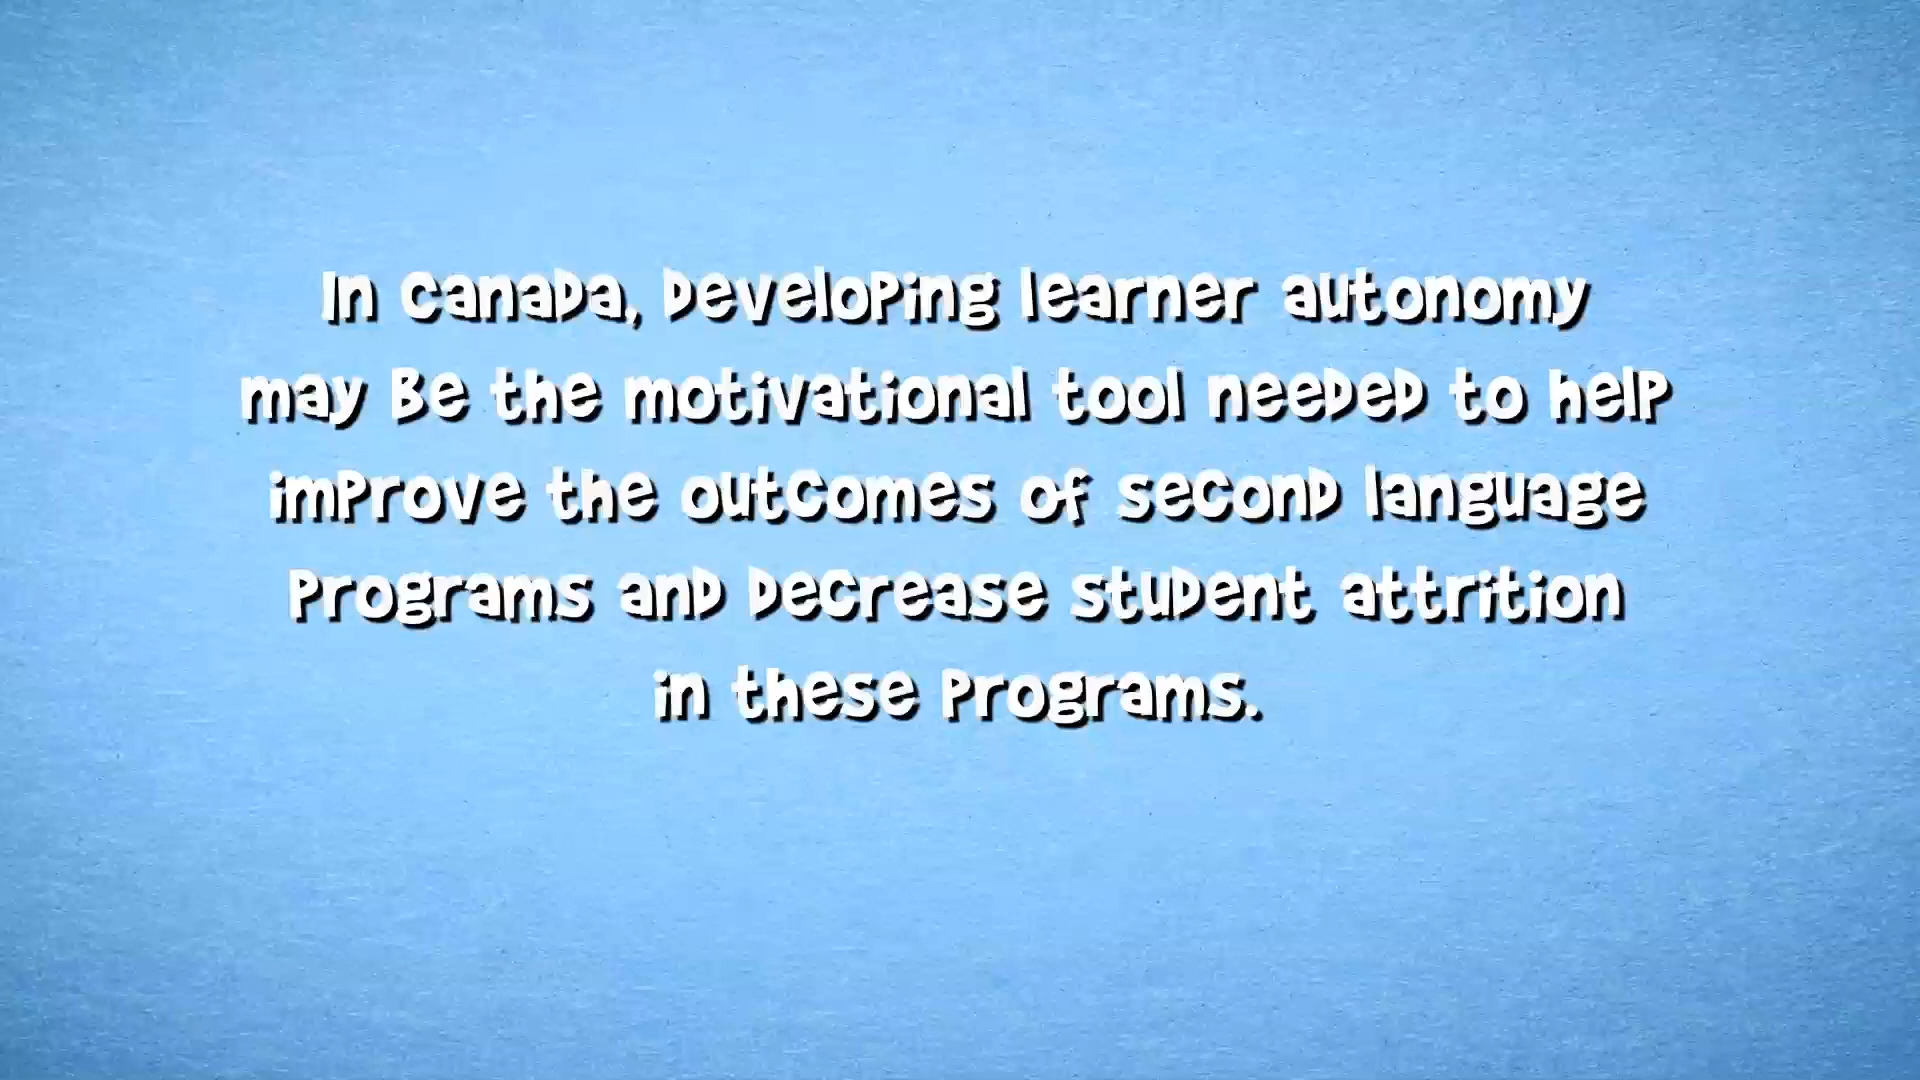 In Canada, developing learner autonomy
may be the motivational tool needed to help
improve the outcomes of second language
programs and decrease student attrition
in these programs.